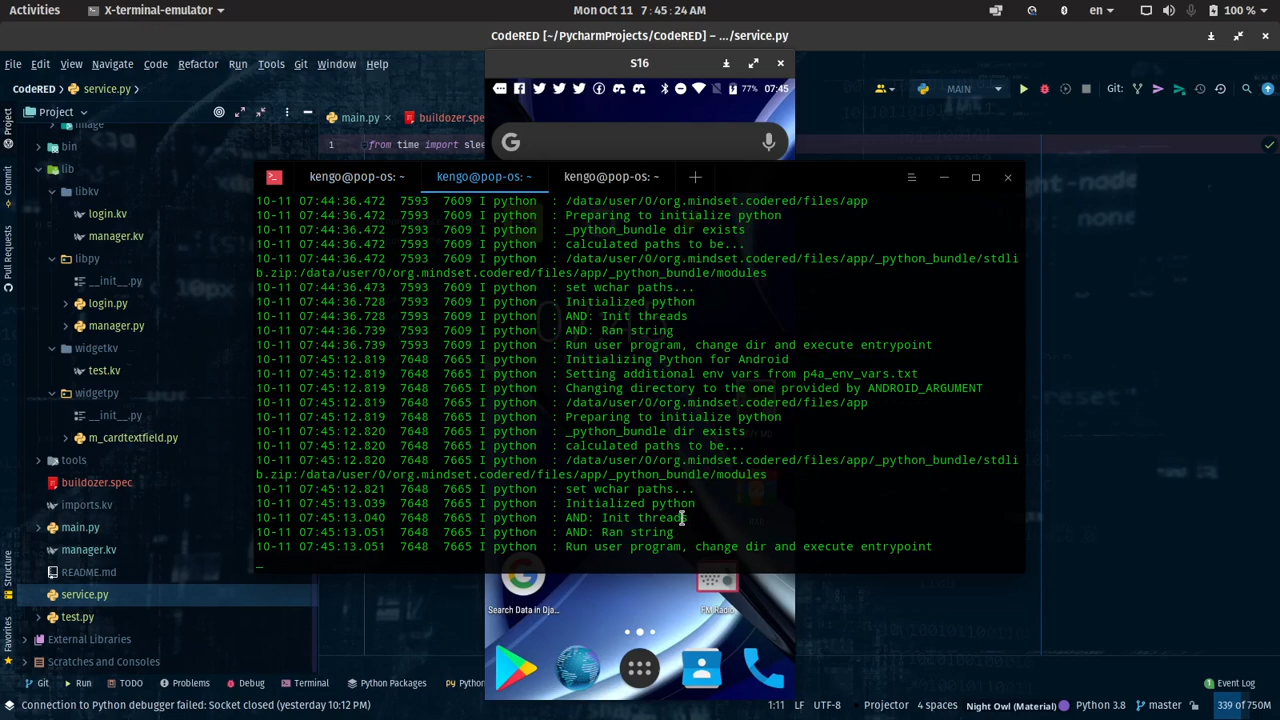 Activities
X-terminal-emulator
Mon Oct 11 7:45:24 AM
en
100 %
CodeRED [~/PycharmProjects/CodeRED] – .../service.py
S16
File Edit View Navigate Code Refactor Run Tools Git Window Help
77% 07:45
CodeRED
service.py
MAIN
Git:
Project
main.py
buildozer.spe
1 from time import slee
kengo@pop-os: ~
kengo@pop-os: ~
kengo@pop-os: ~
image
bin
lib
libkv
login.kv
manager.kv
libpy
__init__.py
login.py
manager.py
widgetkv
test.kv
widgetpy
__init__.py
m_cardtextfield.py
tools
buildozer.spec
imports.kv
main.py
manager.kv
README.md
service.py
test.py
External Libraries
Scratches and Consoles
Project
Commit
Pull Requests
Structure
Favorites
10-11 07:44:36.472 7593 7609 I python : /data/user/0/org.mindset.codered/files/app
10-11 07:44:36.472 7593 7609 I python : Preparing to initialize python
10-11 07:44:36.472 7593 7609 I python : _python_bundle dir exists
10-11 07:44:36.472 7593 7609 I python : calculated paths to be...
10-11 07:44:36.472 7593 7609 I python : /data/user/0/org.mindset.codered/files/app/_python_bundle/stdli
b.zip:/data/user/0/org.mindset.codered/files/app/_python_bundle/modules
10-11 07:44:36.473 7593 7609 I python : set wchar paths...
10-11 07:44:36.728 7593 7609 I python : Initialized python
10-11 07:44:36.728 7593 7609 I python : AND: Init threads
10-11 07:44:36.739 7593 7609 I python : AND: Ran string
10-11 07:44:36.739 7593 7609 I python : Run user program, change dir and execute entrypoint
10-11 07:45:12.819 7648 7665 I python : Initializing Python for Android
10-11 07:45:12.819 7648 7665 I python : Setting additional env vars from p4a_env_vars.txt
10-11 07:45:12.819 7648 7665 I python : Changing directory to the one provided by ANDROID_ARGUMENT
10-11 07:45:12.819 7648 7665 I python : /data/user/0/org.mindset.codered/files/app
10-11 07:45:12.819 7648 7665 I python : Preparing to initialize python
10-11 07:45:12.820 7648 7665 I python : _python_bundle dir exists
10-11 07:45:12.820 7648 7665 I python : calculated paths to be...
10-11 07:45:12.820 7648 7665 I python : /data/user/0/org.mindset.codered/files/app/_python_bundle/stdli
b.zip:/data/user/0/org.mindset.codered/files/app/_python_bundle/modules
10-11 07:45:12.821 7648 7665 I python : set wchar paths...
10-11 07:45:13.039 7648 7665 I python : Initialized python
10-11 07:45:13.040 7648 7665 I python : AND: Init threads
10-11 07:45:13.051 7648 7665 I python : AND: Ran string
10-11 07:45:13.051 7648 7665 I python : Run user program, change dir and execute entrypoint
Search Data in Dja...
FM Radio
Git Run TODO Problems Debug Terminal Python Packages Pytho
Event Log
Connection to Python debugger failed: Socket closed (yesterday 10:12 PM)
1:11 LF UTF-8 Projector 4 spaces Night Owl (Material) Python 3.8 master 339 of 750M